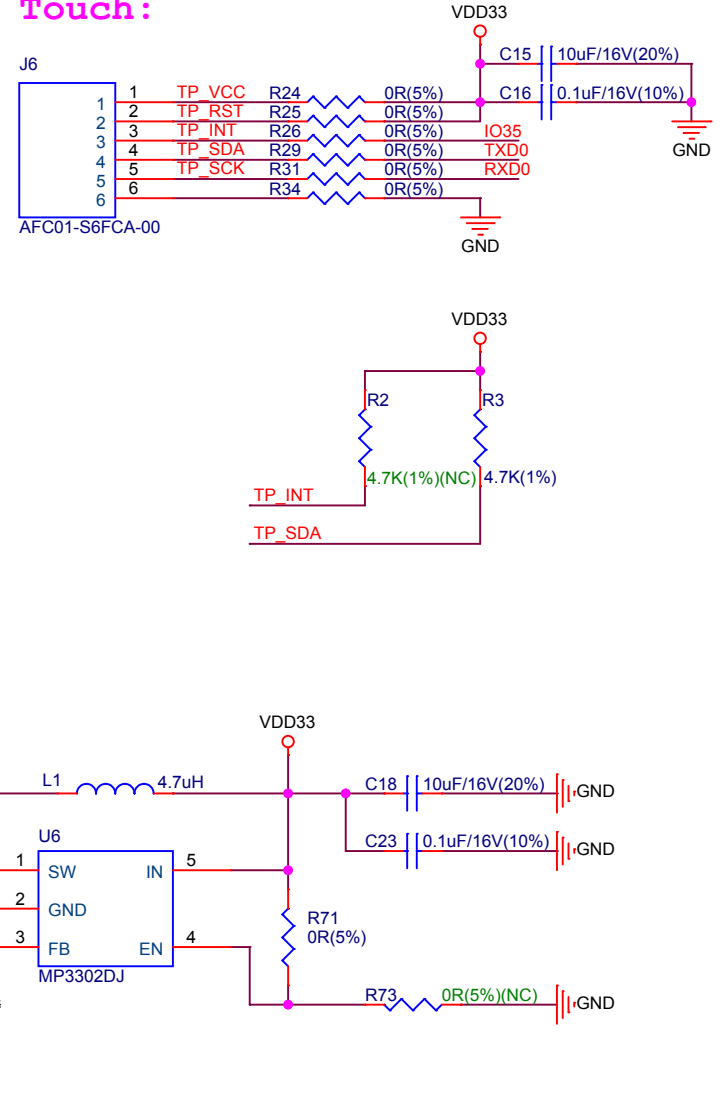 Touch:
VDD33
C15 10uF/16V(20%)
J6
C16 0.1uF/16V(10%)
1 1 TP_VCC R24 0R(5%)
2 2 TP_RST R25 0R(5%)
3 3 TP_INT R26 0R(5%) IO35
4 4 TP_SDA R29 0R(5%) TXD0
5 5 TP_SCK R31 0R(5%) RXD0
6 6 R34 0R(5%)
GND
AFC01-S6FCA-00
GND
VDD33
R2 R3
4.7K(1%)(NC) 4.7K(1%)
TP_INT
TP_SDA
VDD33
L1 4.7uH C18 10uF/16V(20%) GND
U6 C23 0.1uF/16V(10%) GND
1 SW IN 5
2 GND
R71
0R(5%)
3 FB EN 4
MP3302DJ
R73 0R(5%)(NC) GND